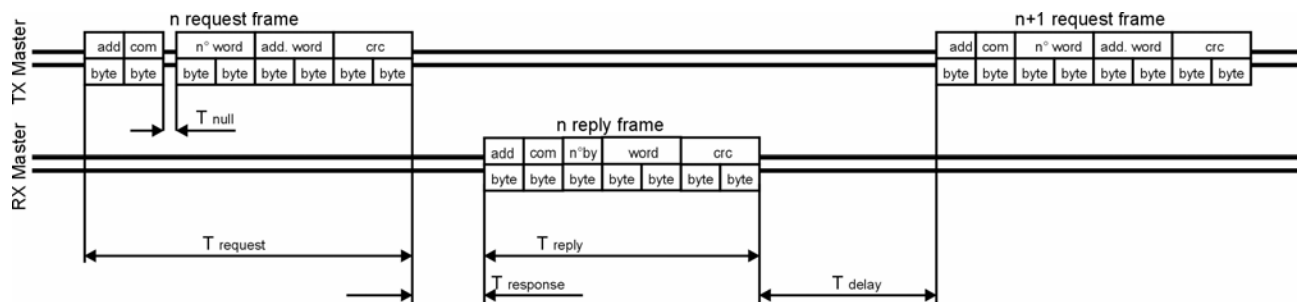 n request frame n+1 request frame
TX Master
add com n° word add. word crc add com n° word add. word crc
byte byte byte byte byte byte byte byte byte byte byte byte byte byte byte byte
T null
n reply frame
RX Master
add com n°by word crc
byte byte byte byte byte byte byte
T request T reply
T response T delay